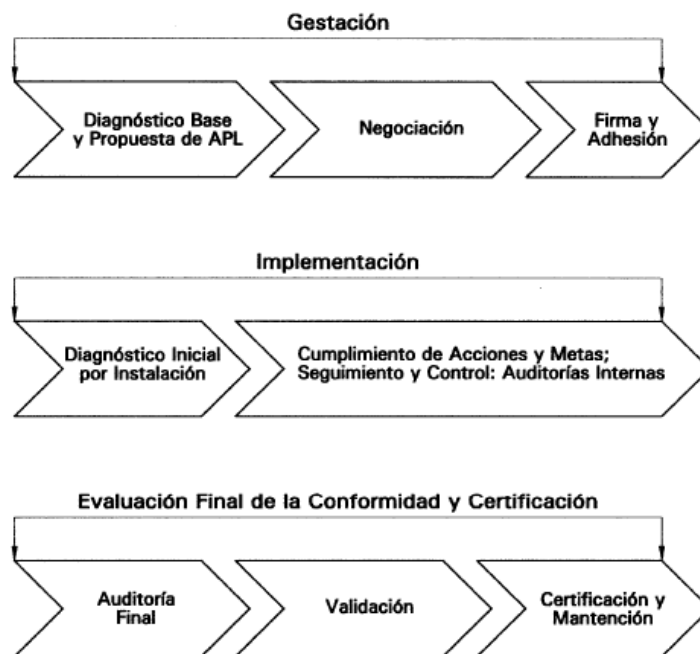 Gestación
Diagnóstico Base
y Propuesta de APL
Negociación
Firma y
Adhesión
Implementación
Diagnóstico Inicial
por Instalación
Cumplimiento de Acciones y Metas;
Seguimiento y Control: Auditorías Internas
Evaluación Final de la Conformidad y Certificación
Auditoría
Final
Validación
Certificación y
Mantención